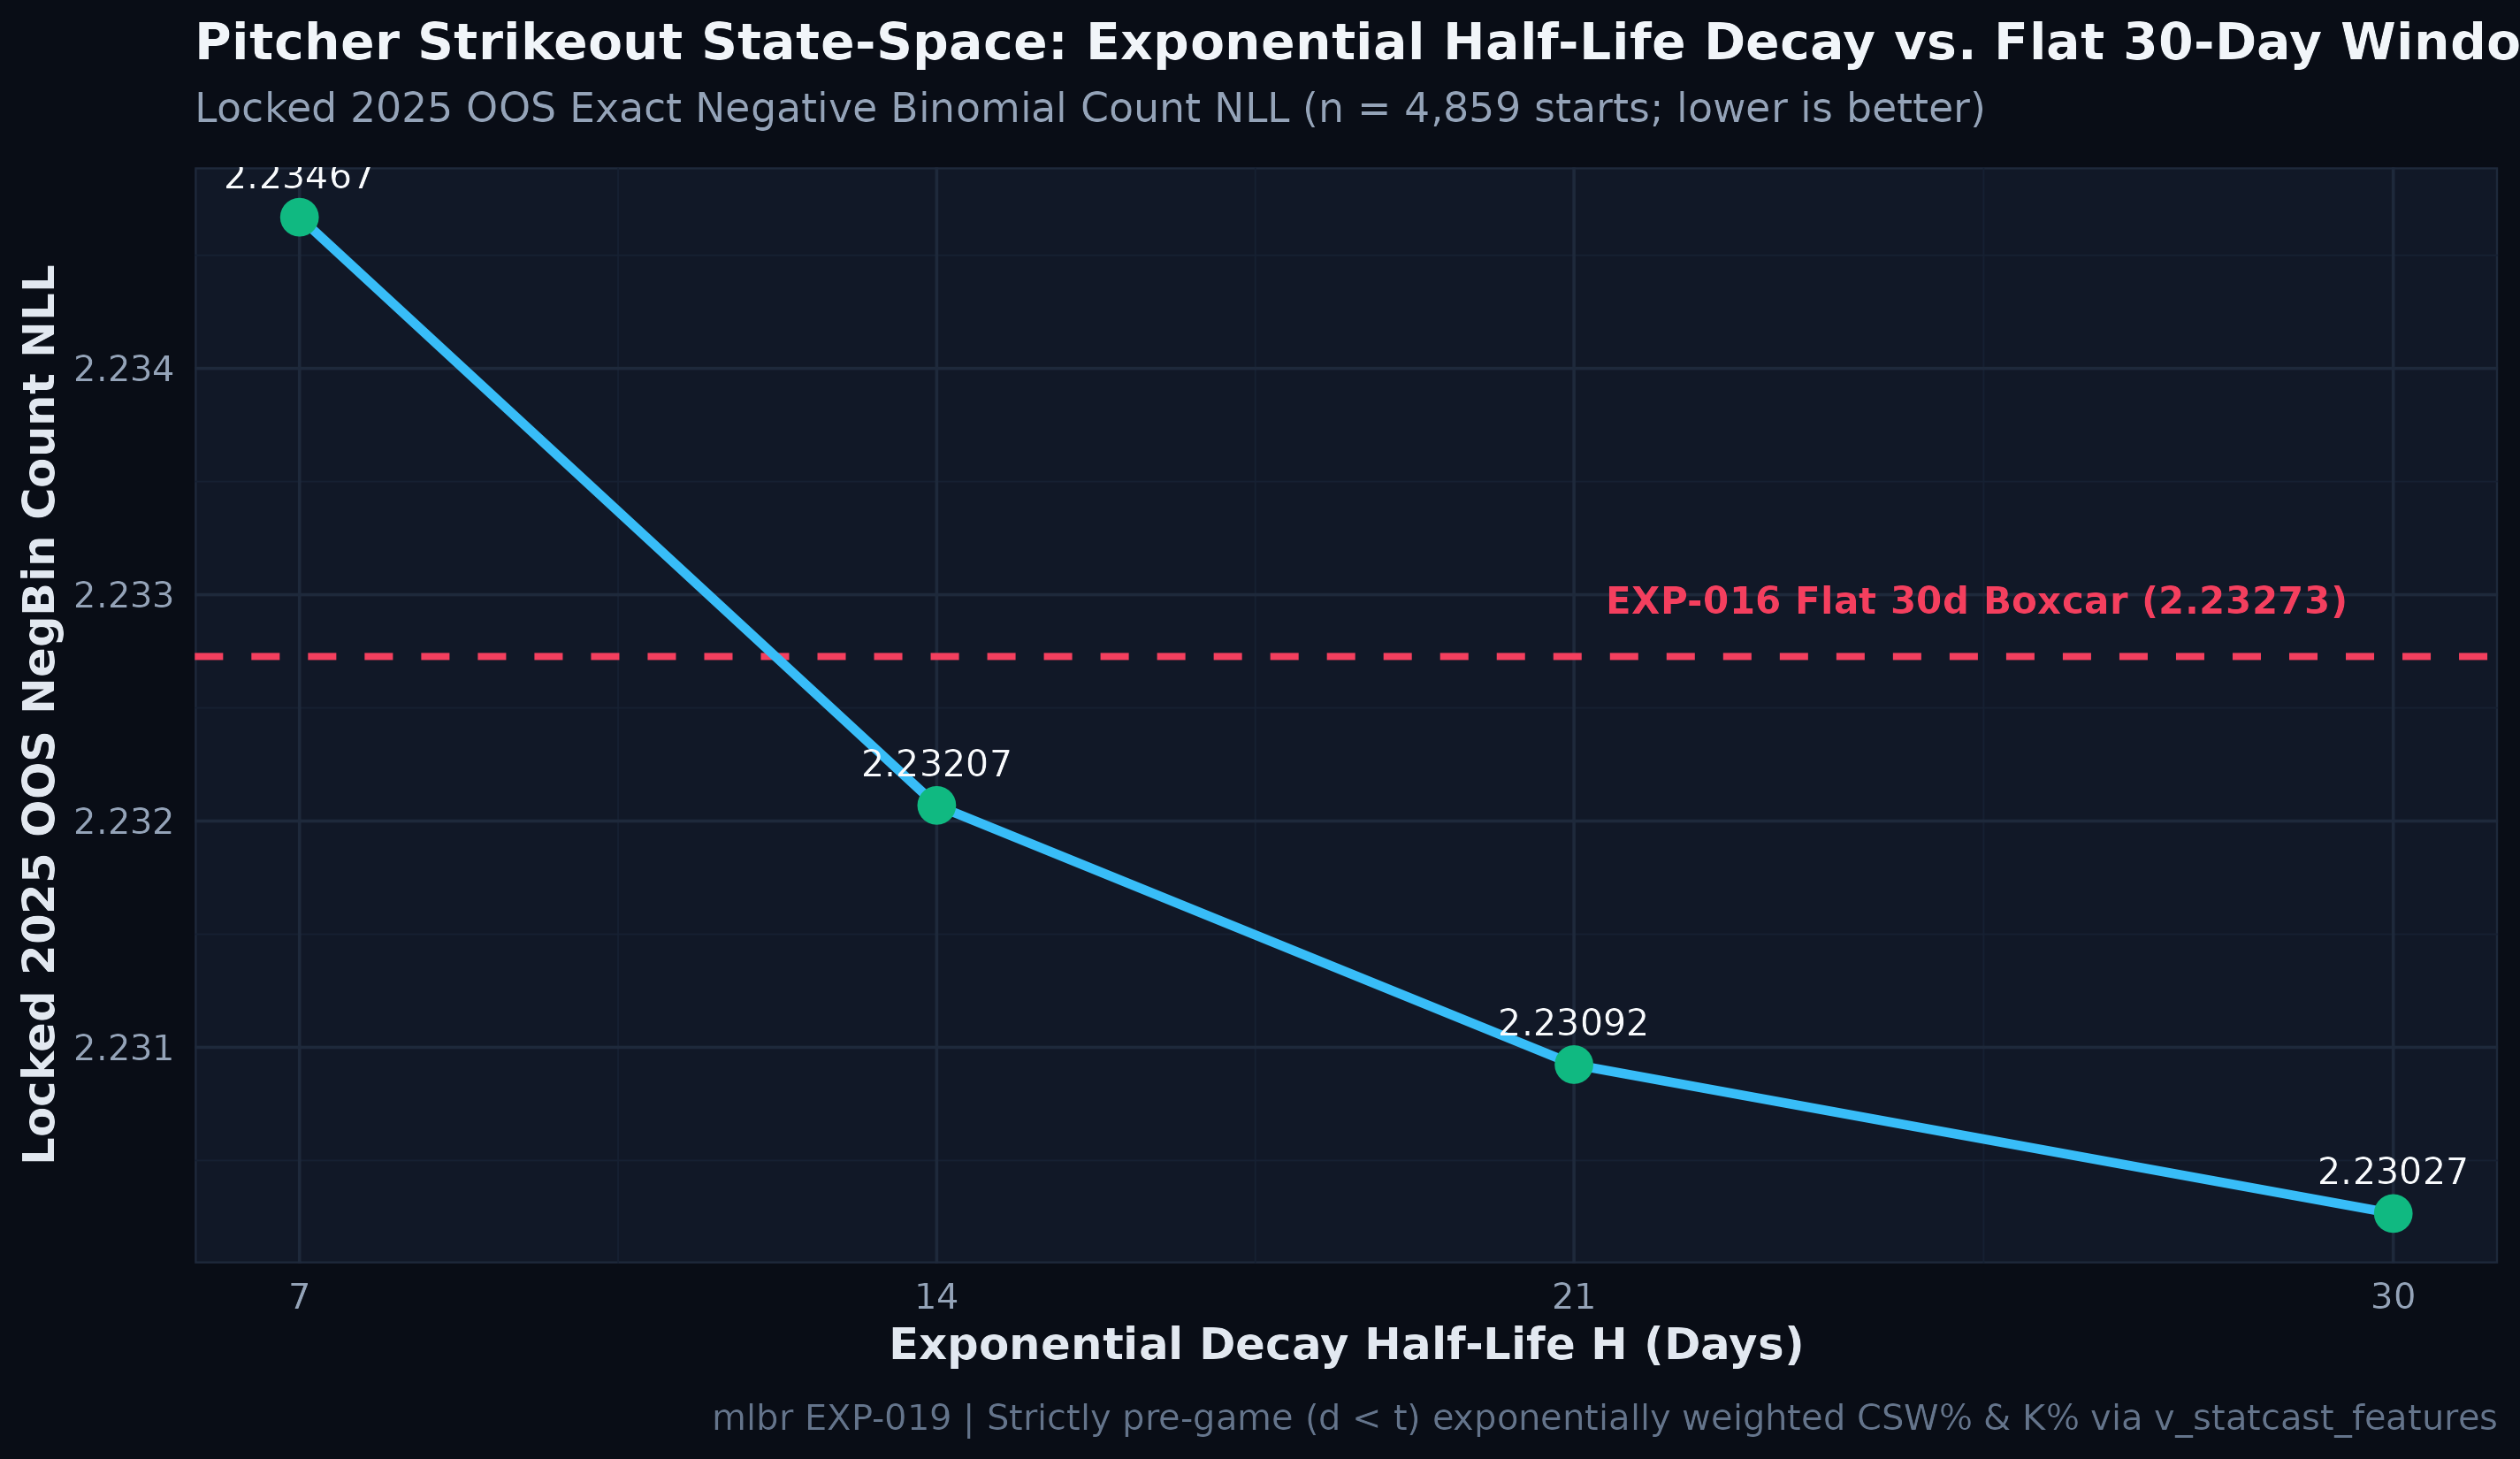 Pitcher Strikeout State-Space: Exponential Half-Life Decay vs. Flat 30-Day Windo
Locked 2025 OOS Exact Negative Binomial Count NLL (n = 4,859 starts; lower is better)
Locked 2025 OOS NegBin Count NLL
2.234
2.233
2.232
2.231
2.23467
2.23207
2.23092
2.23027
EXP-016 Flat 30d Boxcar (2.23273)
7
14
21
30
Exponential Decay Half-Life H (Days)
mlbr EXP-019 | Strictly pre-game (d < t) exponentially weighted CSW% & K% via v_statcast_features